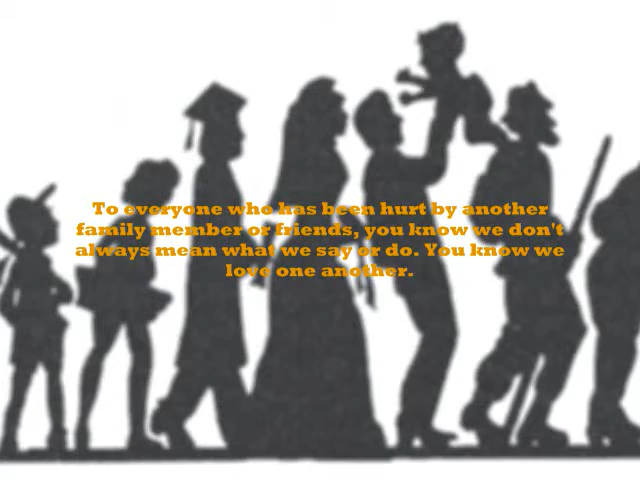 To everyone who has been hurt by another
family member or friends, you know we don't
always mean what we say or do. You know we
love one another.